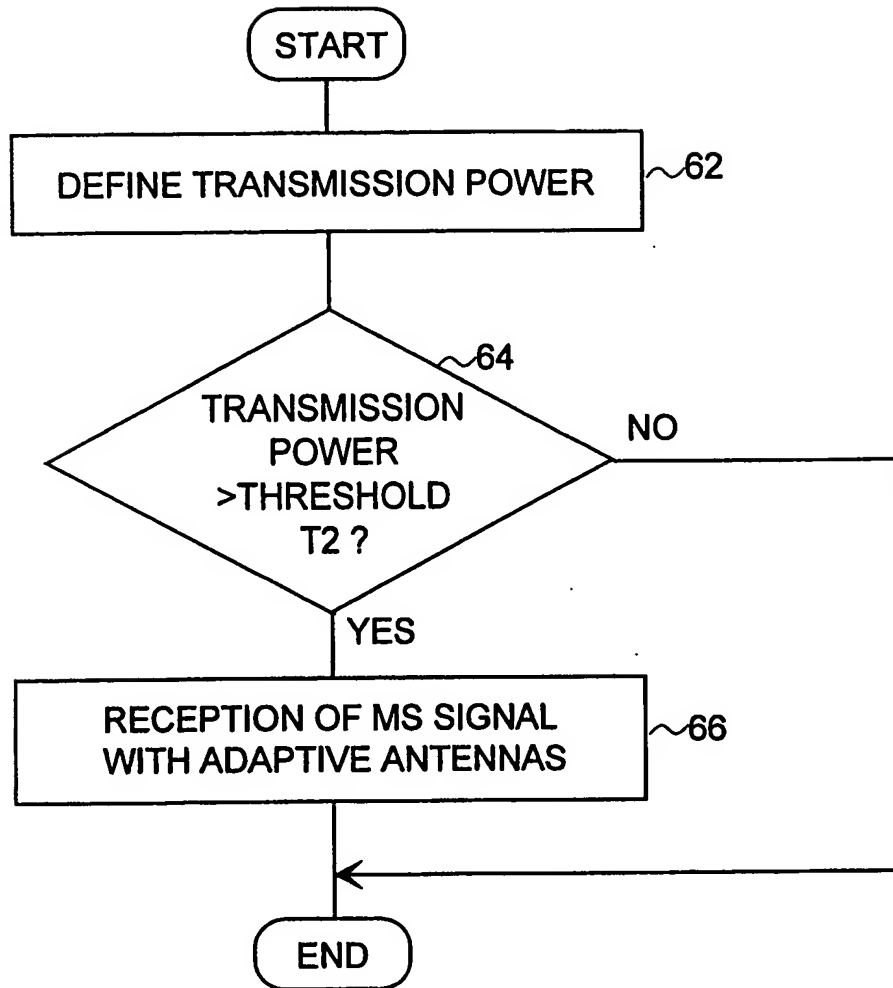 START
DEFINE TRANSMISSION POWER
62
64
TRANSMISSION
POWER
>THRESHOLD
T2 ?
NO
YES
RECEPTION OF MS SIGNAL
WITH ADAPTIVE ANTENNAS
66
END